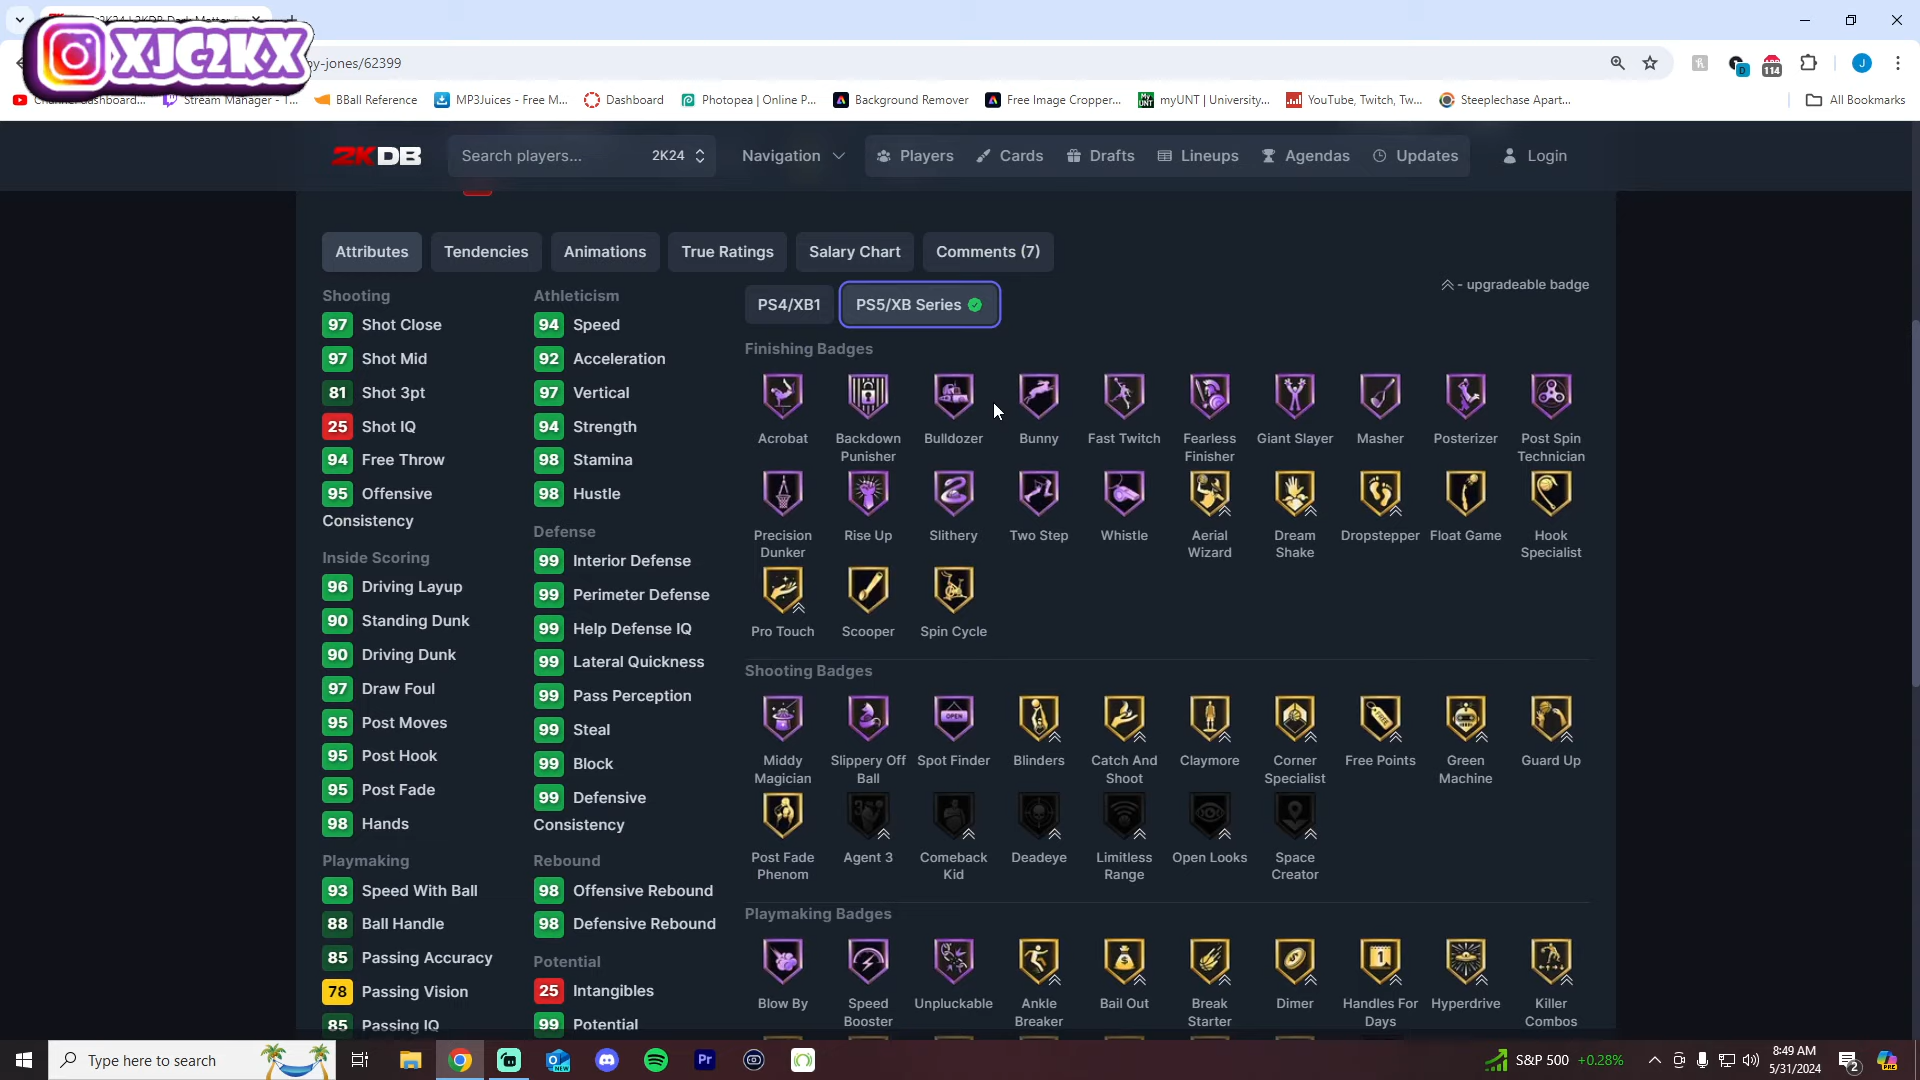 2KDB Dark Matter
XJC2KX
oy-jones/62399
114
J
Channel Dashboard...
Stream Manager - T...
BBall Reference
MP3Juices - Free M...
Dashboard
Photopea | Online P...
Background Remover
Free Image Cropper...
myUNT | University...
YouTube, Twitch, Tw...
Steeplechase Apart...
All Bookmarks
2KDB
Search players...
2K24
Navigation
Players
Cards
Drafts
Lineups
Agendas
Updates
Login
Attributes
Tendencies
Animations
True Ratings
Salary Chart
Comments (7)
- upgradeable badge
Shooting
97 Shot Close
97 Shot Mid
81 Shot 3pt
25 Shot IQ
94 Free Throw
95 Offensive
Consistency
Inside Scoring
96 Driving Layup
90 Standing Dunk
90 Driving Dunk
97 Draw Foul
95 Post Moves
95 Post Hook
95 Post Fade
98 Hands
Playmaking
93 Speed With Ball
88 Ball Handle
85 Passing Accuracy
78 Passing Vision
85 Passing IQ
Athleticism
94 Speed
92 Acceleration
97 Vertical
94 Strength
98 Stamina
98 Hustle
Defense
99 Interior Defense
99 Perimeter Defense
99 Help Defense IQ
99 Lateral Quickness
99 Pass Perception
99 Steal
99 Block
99 Defensive
Consistency
Rebound
98 Offensive Rebound
98 Defensive Rebound
Potential
25 Intangibles
99 Potential
PS4/XB1
PS5/XB Series
Finishing Badges
Acrobat
Backdown
Punisher
Bulldozer
Bunny
Fast Twitch
Fearless
Finisher
Giant Slayer
Masher
Posterizer
Post Spin
Technician
Precision
Dunker
Rise Up
Slithery
Two Step
Whistle
Aerial
Wizard
Dream
Shake
Dropstepper
Float Game
Hook
Specialist
Pro Touch
Scooper
Spin Cycle
Shooting Badges
OPEN
FREE
Middy
Magician
Slippery Off
Ball
Spot Finder
Blinders
Catch And
Shoot
Claymore
Corner
Specialist
Free Points
Green
Machine
Guard Up
Post Fade
Phenom
Agent 3
Comeback
Kid
Deadeye
Limitless
Range
Open Looks
Space
Creator
Playmaking Badges
Blow By
Speed
Booster
Unpluckable
Ankle
Breaker
Bail Out
Break
Starter
Dimer
Handles For
Days
Hyperdrive
Killer
Combos
Type here to search
S&P 500 +0.28%
8:49 AM
5/31/2024
2